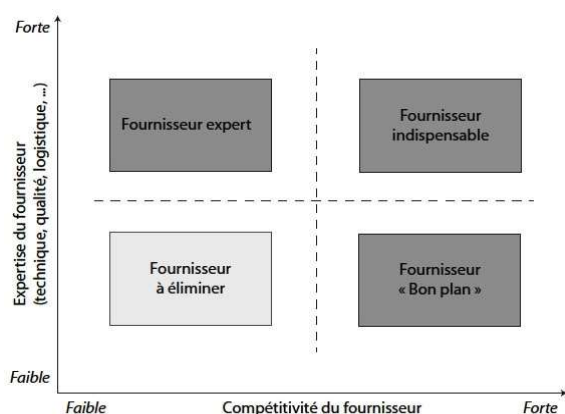 Forte
Expertise du fournisseur
(technique, qualité, logistique, ...)
Fournisseur expert
Fournisseur
indispensable
Fournisseur
à éliminer
Fournisseur
« Bon plan »
Faible
Faible
Compétitivité du fournisseur
Forte